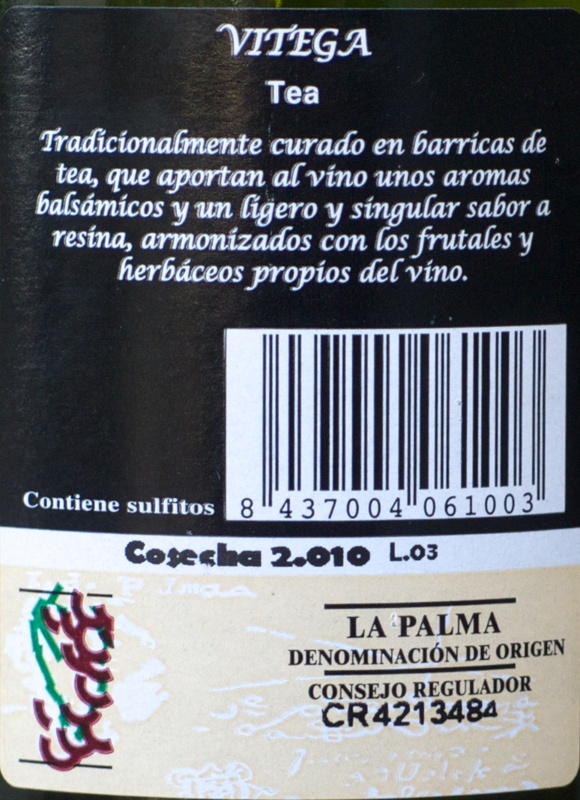 VITEGA
Tea
Tradicionalmente curado en barricas de
tea, que aportan al vino unos aromas
balsámicos y un ligero y singular sabor a
resina, armonizados con los frutales y
herbáceos propios del vino.
Contiene sulfitos
8 437004 061003
Cosecha 2.010 L.03
LA PALMA
DENOMINACIÓN DE ORIGEN
CONSEJO REGULADOR
CR4213484